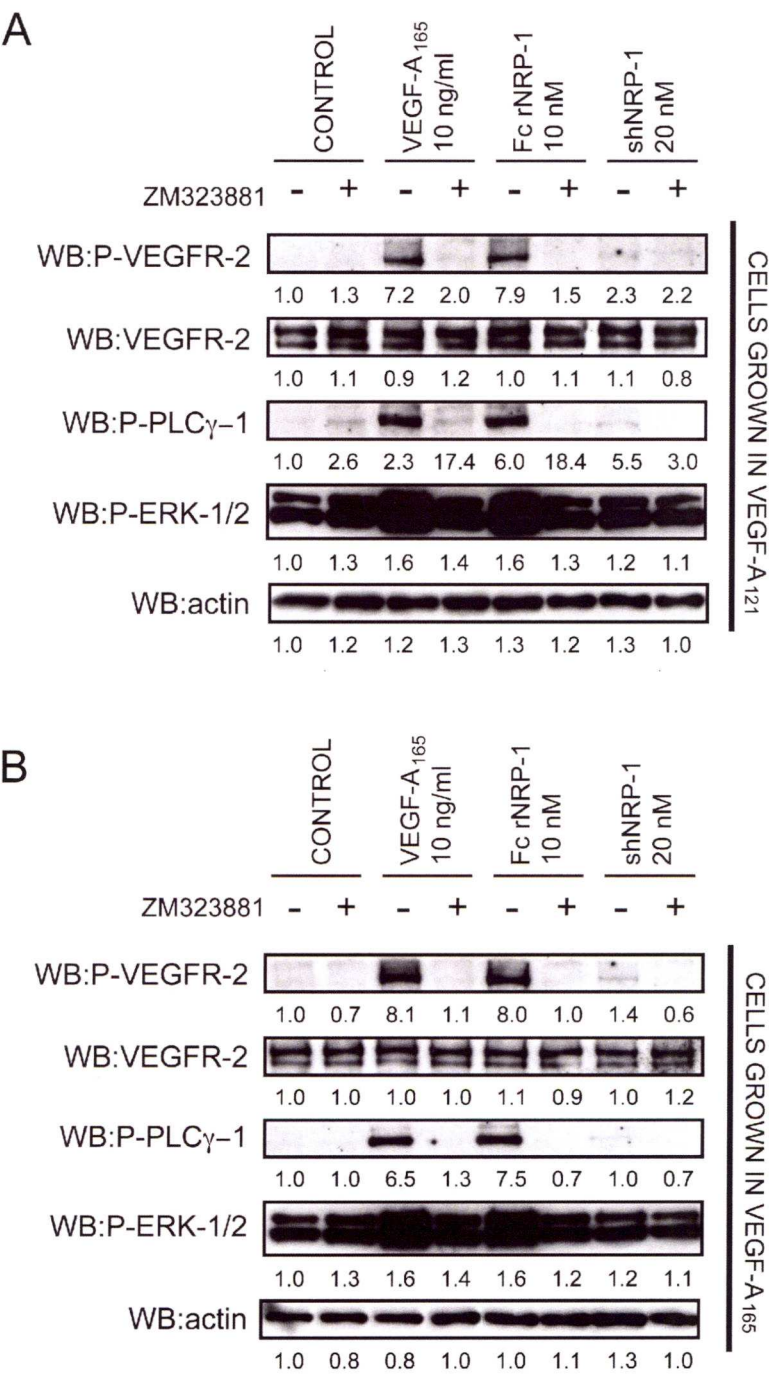 A
CONTROL
VEGF-A165
10 ng/ml
Fc rNRP-1
10 nM
shNRP-1
20 nM
ZM323881 - + - + - + - +
WB:P-VEGFR-2
1.0 1.3 7.2 2.0 7.9 1.5 2.3 2.2
WB:VEGFR-2
1.0 1.1 0.9 1.2 1.0 1.1 1.1 0.8
WB:P-PLCγ-1
1.0 2.6 2.3 17.4 6.0 18.4 5.5 3.0
WB:P-ERK-1/2
1.0 1.3 1.6 1.4 1.6 1.3 1.2 1.1
WB:actin
1.0 1.2 1.2 1.3 1.3 1.2 1.3 1.0
CELLS GROWN IN VEGF-A121
B
CONTROL
VEGF-A165
10 ng/ml
Fc rNRP-1
10 nM
shNRP-1
20 nM
ZM323881 - + - + - + - +
WB:P-VEGFR-2
1.0 0.7 8.1 1.1 8.0 1.0 1.4 0.6
WB:VEGFR-2
1.0 1.0 1.0 1.0 1.1 0.9 1.0 1.2
WB:P-PLCγ-1
1.0 1.0 6.5 1.3 7.5 0.7 1.0 0.7
WB:P-ERK-1/2
1.0 1.3 1.6 1.4 1.6 1.2 1.2 1.1
WB:actin
1.0 0.8 0.8 1.0 1.0 1.1 1.3 1.0
CELLS GROWN IN VEGF-A165